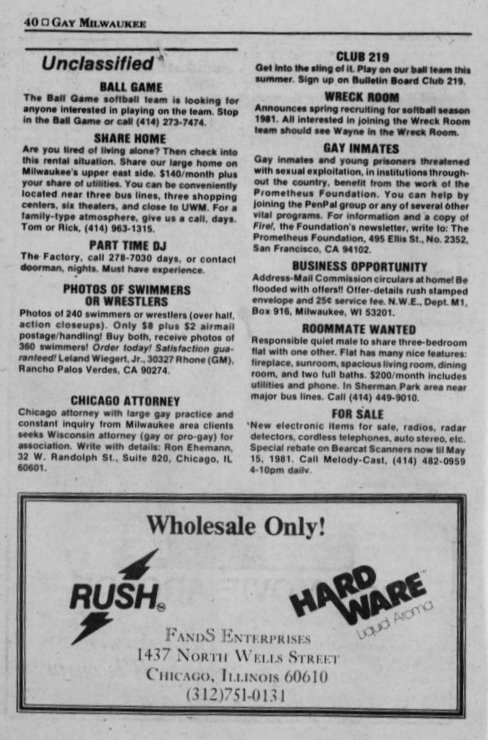 40 □ GAY MILWAUKEE
Unclassified
BALL GAME
The Ball Game softball team is looking for
anyone interested in playing on the team. Stop
in the Ball Game or call (414) 273-7474.
SHARE HOME
Are you tired of living alone? Then check into
this rental situation. Share our large home on
Milwaukee's upper east side. $140/month plus
your share of utilities. You can be conveniently
located near three bus lines, three shopping
centers, six theaters, and close to UWM. For a
family-type atmosphere, give us a call, days.
Tom or Rick, (414) 963-1315.
PART TIME DJ
The Factory, call 278-7030 days, or contact
doorman, nights. Must have experience.
PHOTOS OF SWIMMERS
OR WRESTLERS
Photos of 240 swimmers or wrestlers (over half,
action closeups). Only $8 plus $2 airmail
postage/handling! Buy both, receive photos of
360 swimmers! Order today! Satisfaction gua-
ranteed! Leland Wiegert, Jr., 30327 Rhone (GM),
Rancho Palos Verdes, CA 90274.
CHICAGO ATTORNEY
Chicago attorney with large gay practice and
constant inquiry from Milwaukee area clients
seeks Wisconsin attorney (gay or pro-gay) for
association. Write with details: Ron Ehemann,
32 W. Randolph St., Suite 820, Chicago, IL
60601.
CLUB 219
Get into the sling of it. Play on our ball team this
summer. Sign up on Bulletin Board Club 219.
WRECK ROOM
Announces spring recruiting for softball season
1981. All interested in joining the Wreck Room
team should see Wayne in the Wreck Room.
GAY INMATES
Gay inmates and young prisoners threatened
with sexual exploitation, in institutions through-
out the country, benefit from the work of the
Prometheus Foundation. You can help by
joining the PenPal group or any of several other
vital programs. For information and a copy of
Fire!, the Foundation's newsletter, write to: The
Prometheus Foundation, 495 Ellis St., No. 2352,
San Francisco, CA 94102.
BUSINESS OPPORTUNITY
Address-Mail Commission circulars at home! Be
flooded with offers!! Offer-details rush stamped
envelope and 25¢ service fee. N.W.E., Dept. M1,
Box 916, Milwaukee, WI 53201.
ROOMMATE WANTED
Responsible quiet male to share three-bedroom
flat with one other. Flat has many nice features:
fireplace, sunroom, spacious living room, dining
room, and two full baths. $200/month includes
utilities and phone. In Sherman Park area near
major bus lines. Call (414) 449-9010.
FOR SALE
New electronic items for sale, radios, radar
detectors, cordless telephones, auto stereo, etc.
Special rebate on Bearcat Scanners now til May
15, 1981. Call Melody-Cast, (414) 482-0959
4-10pm daily.
Wholesale Only!
RUSH®
HARD
WARE™
Liquid Aroma
FANDS ENTERPRISES
1437 NORTH WELLS STREET
CHICAGO, ILLINOIS 60610
(312)751-0131